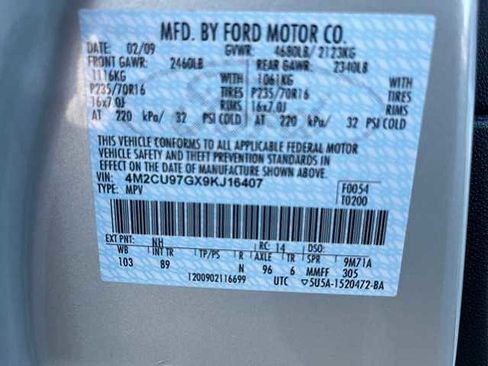 MFD. BY FORD MOTOR CO.
DATE: 02/09 GVWR: 4680LB/ 2123KG
FRONT GAWR: 2460LB REAR GAWR: 2340LB
1116KG 1061KG
P235/70R16 TIRES P235/70R16 TIRES
16x7.0J RIMS 16x7.0J RIMS
AT 220 kPa/ 32 PSI COLD AT 220 kPa/ 32 PSI COLD
THIS VEHICLE CONFORMS TO ALL APPLICABLE FEDERAL MOTOR
VEHICLE SAFETY AND THEFT PREVENTION STANDARDS IN
EFFECT ON THE DATE OF MANUFACTURE SHOWN ABOVE.
VIN: 4M2CU97GX9KJ16407 F0054
TYPE: MPV T0200
EXT PNT: NH RC: 14 DSO:
WB INT TR TP/PS R AXLE TR 9M71A
103 89 N 96 6 MMFF 305
1200902116699 UTC ▽5U5A-1520472-BA